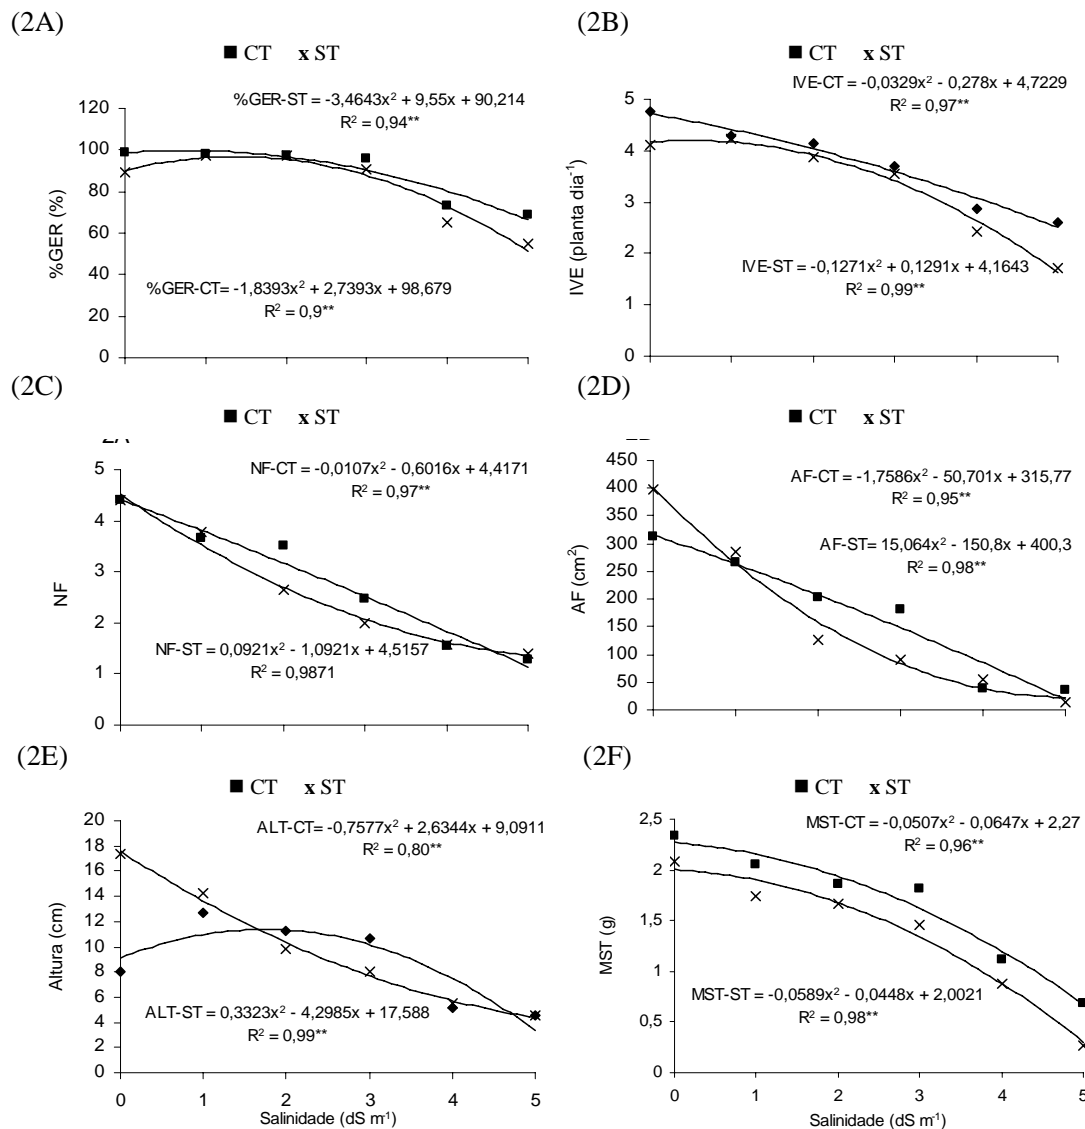 (2A)
■ CT x ST
%GER-ST = -3,4643x² + 9,55x + 90,214
R² = 0,94**
120
100
80
60
40
20
0
%GER (%)
%GER-CT= -1,8393x² + 2,7393x + 98,679
R² = 0,9**
(2B)
■ CT x ST
IVE-CT= -0,0329x² - 0,278x + 4,7229
R² = 0,97**
5
4
3
2
1
0
IVE (planta dia⁻¹)
IVE-ST = -0,1271x² + 0,1291x + 4,1643
R² = 0,99**
(2C)
■ CT x ST
NF-CT = -0,0107x² - 0,6016x + 4,4171
R² = 0,97**
5
4
3
2
1
0
NF
NF-ST = 0,0921x² - 1,0921x + 4,5157
R² = 0,9871
(2D)
■ CT x ST
450
400
350
300
250
200
150
100
50
0
AF (cm²)
AF-CT = -1,7586x² - 50,701x + 315,77
R² = 0,95**
AF-ST = 15,064x² - 150,8x + 400,3
R² = 0,98**
(2E)
■ CT x ST
ALT-CT= -0,7577x² + 2,6344x + 9,0911
R² = 0,80**
20
18
16
14
12
10
8
6
4
2
0
Altura (cm)
ALT-ST = 0,3323x² - 4,2985x + 17,588
R² = 0,99**
0 1 2 3 4 5
Salinidade (dS m⁻¹)
(2F)
■ CT x ST
MST-CT= -0,0507x² - 0,0647x + 2,27
R² = 0,96**
2,5
2
1,5
1
0,5
0
MST (g)
MST-ST= -0,0589x² - 0,0448x + 2,0021
R² = 0,98**
0 1 2 3 4 5
Salinidade (dS m⁻¹)